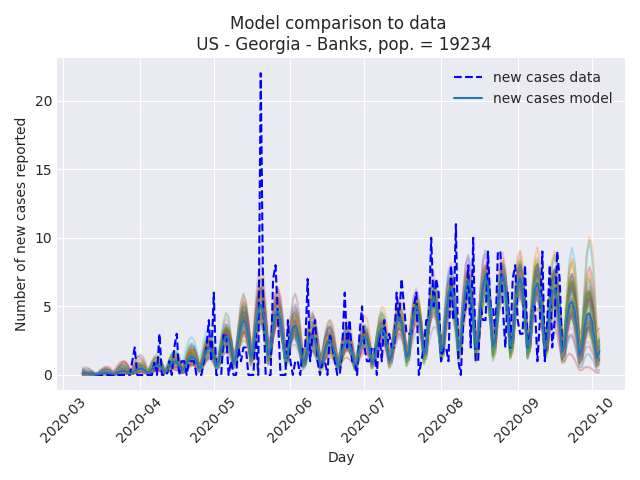 Model comparison to data
US - Georgia - Banks, pop. = 19234
new cases data
new cases model
Number of new cases reported
20
15
10
5
0
2020-03
2020-04
2020-05
2020-06
2020-07
2020-08
2020-09
2020-10
Day